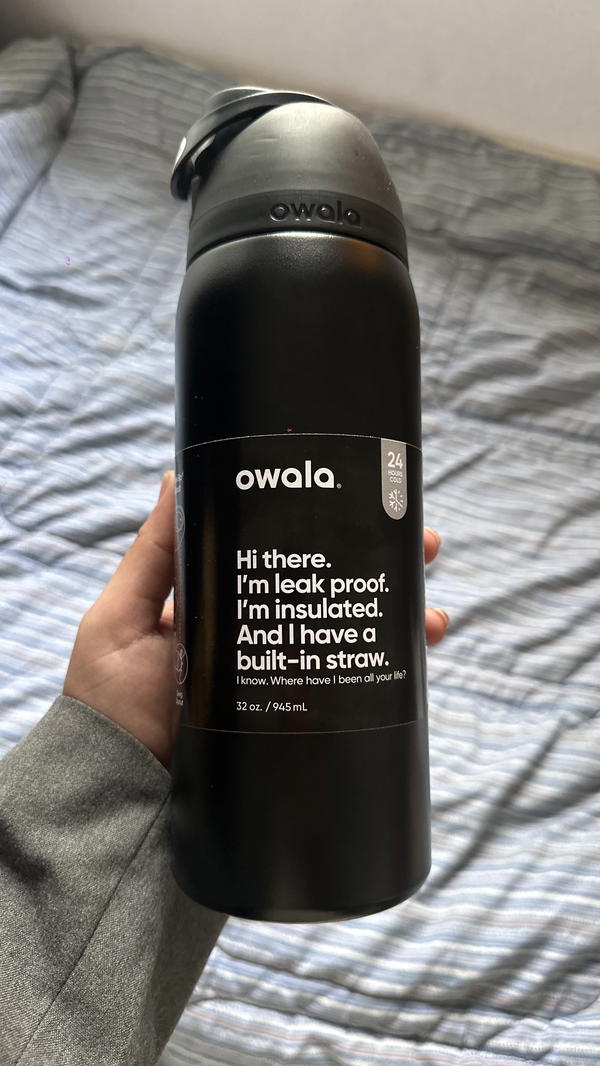 owala
owala®
24
HOURS
COLD
Hi there.
I'm leak proof.
I'm insulated.
And I have a
built-in straw.
I know. Where have I been all your life?
32 oz. / 945 mL